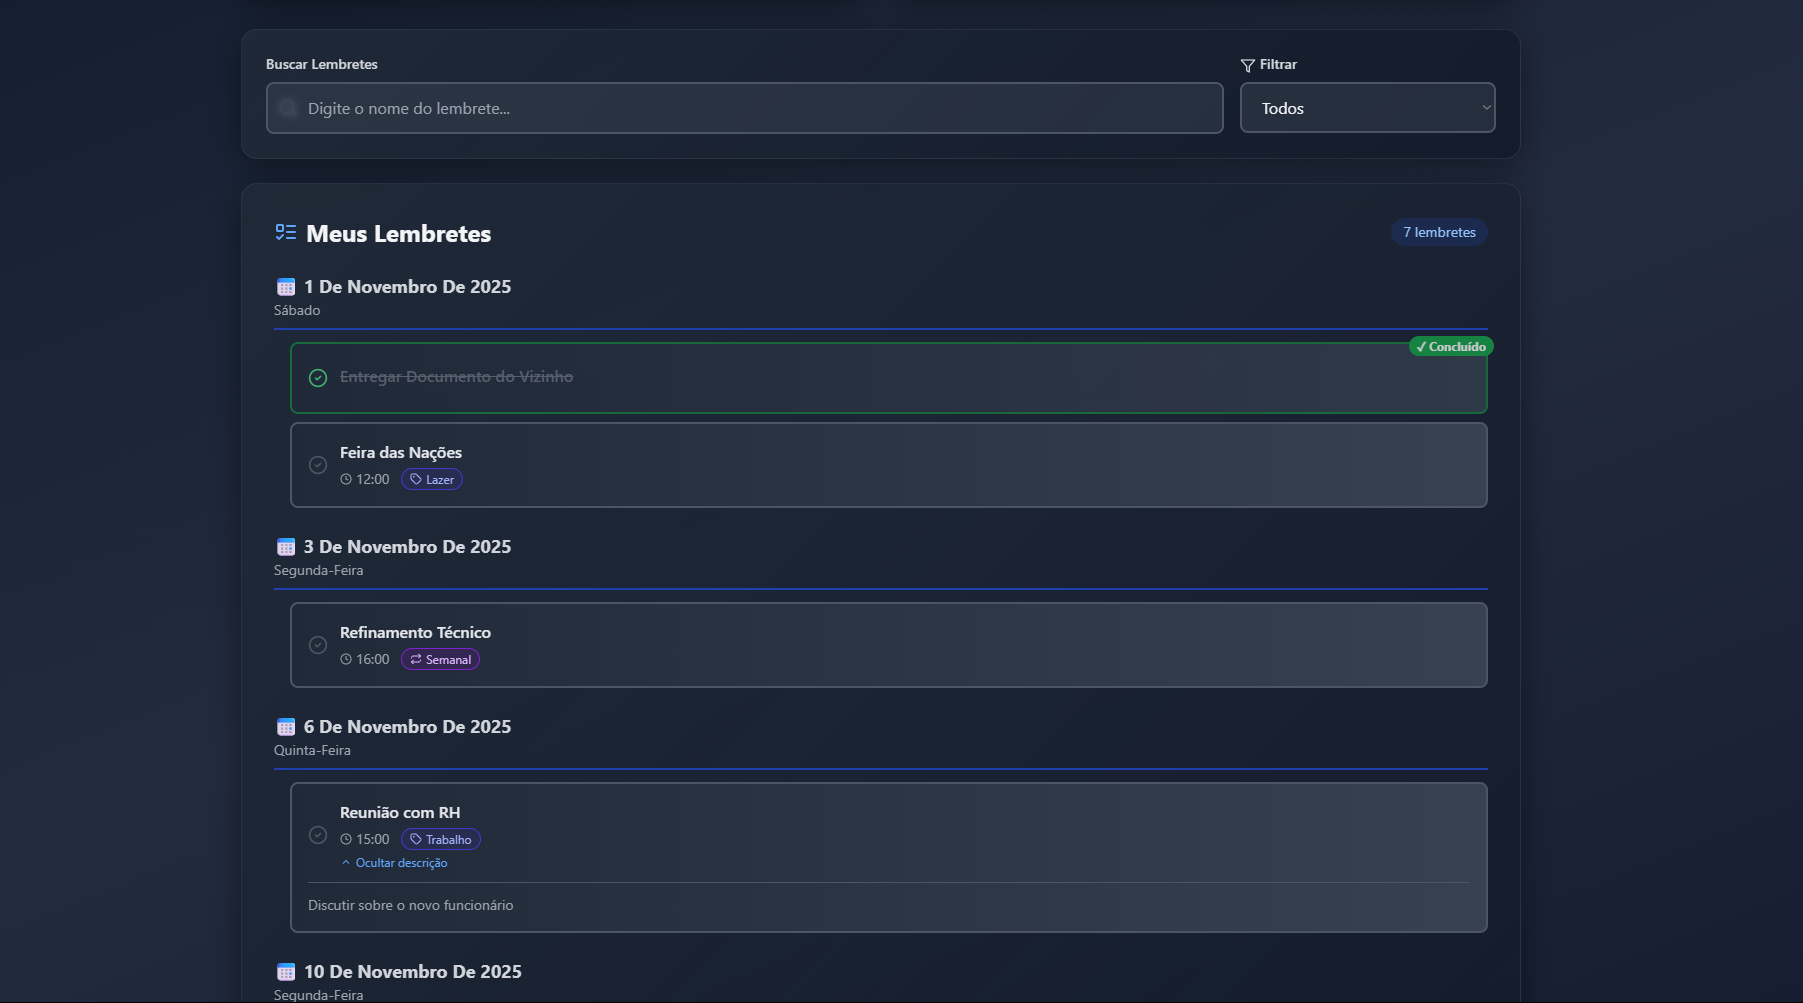 Buscar Lembretes
Filtrar
Digite o nome do lembrete...
Todos
Meus Lembretes
7 lembretes
1 De Novembro De 2025
Sábado
✓ Concluído
Entregar Documento do Vizinho
Feira das Nações
12:00 Lazer
3 De Novembro De 2025
Segunda-Feira
Refinamento Técnico
16:00 Semanal
6 De Novembro De 2025
Quinta-Feira
Reunião com RH
15:00 Trabalho
Ocultar descrição
Discutir sobre o novo funcionário
10 De Novembro De 2025
Segunda-Feira